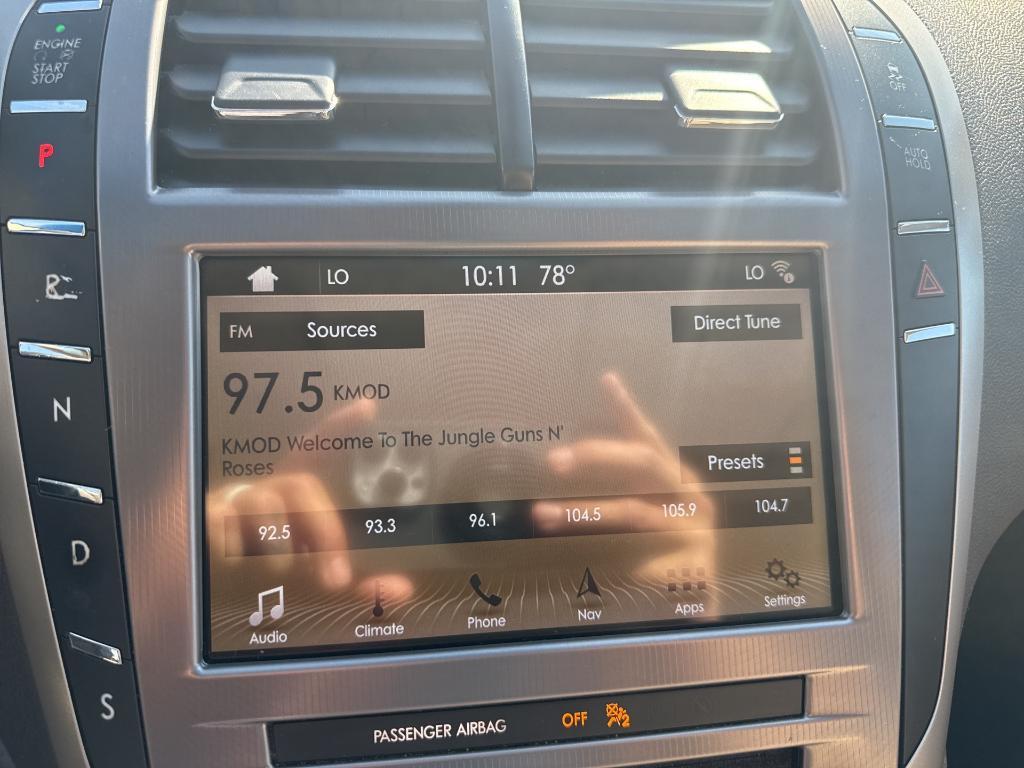 ENGINE
START
STOP
P
R
N
D
S
OFF
AUTO
HOLD
LO 10:11 78° LO
FM Sources Direct Tune
97.5 KMOD
KMOD Welcome To The Jungle Guns N'
Roses
Presets
92.5 93.3 96.1 104.5 105.9 104.7
Audio Climate Phone Nav Apps Settings
PASSENGER AIRBAG OFF 2